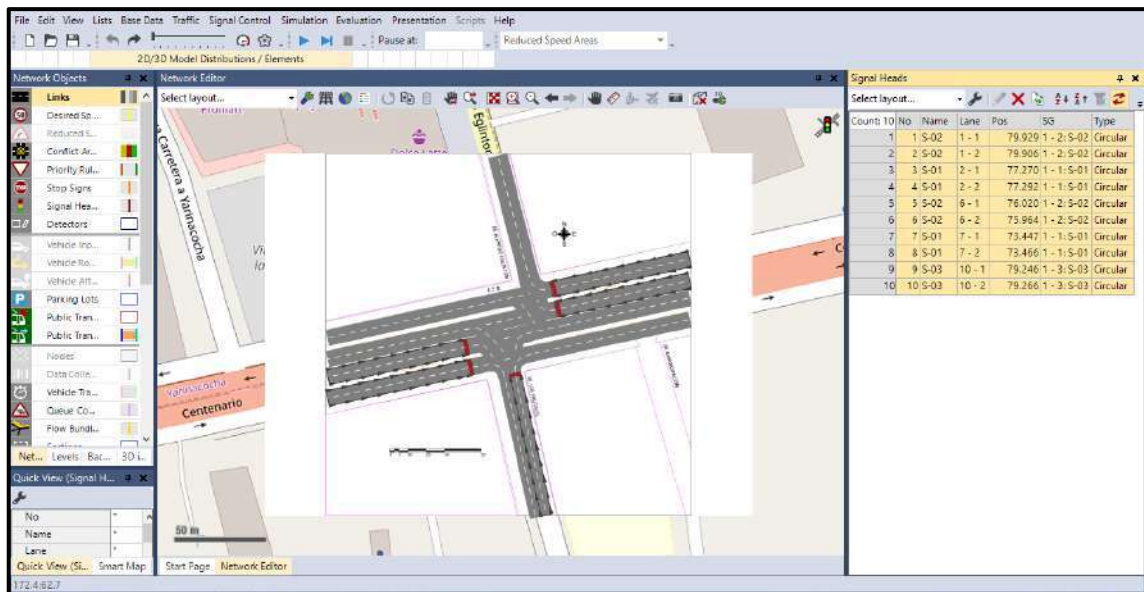 File Edit View Lists Base Data Traffic Signal Control Simulation Evaluation Presentation Scripts Help
Pause at: Reduced Speed Areas
2D/3D Model Distributions / Elements
Network Objects
Links
Desired Sp...
Reduced S...
Conflict Ar...
Priority Rul...
Stop Signs
Signal Hea...
Detectors
Vehicle Inp...
Vehicle Ro...
Vehicle Att...
Parking Lots
Public Tran...
Public Tran...
Nodes
Data Colle...
Vehicle Tra...
Queue Co...
Flow Bundl...
Net... Levels Bac... 3D i...
Quick View (Signal H...
No *
Name *
Lane *
Quick View (Si... Smart Map
172.4:62.7
Network Editor
Select layout...
Carretera a Yarinacocha
Dolce Latte
Yarinacocha
Centenario
50 m
Start Page Network Editor
Signal Heads
Select layout...
Count: 10 No Name Lane Pos SG Type
1 1 S-02 1 - 1 79.929 1 - 2: S-02 Circular
2 2 S-02 1 - 2 79.906 1 - 2: S-02 Circular
3 3 S-01 2 - 1 77.270 1 - 1: S-01 Circular
4 4 S-01 2 - 2 77.292 1 - 1: S-01 Circular
5 5 S-02 6 - 1 76.020 1 - 2: S-02 Circular
6 6 S-02 6 - 2 75.964 1 - 2: S-02 Circular
7 7 S-01 7 - 1 73.447 1 - 1: S-01 Circular
8 8 S-01 7 - 2 73.466 1 - 1: S-01 Circular
9 9 S-03 10 - 1 79.246 1 - 3: S-03 Circular
10 10 S-03 10 - 2 79.266 1 - 3: S-03 Circular